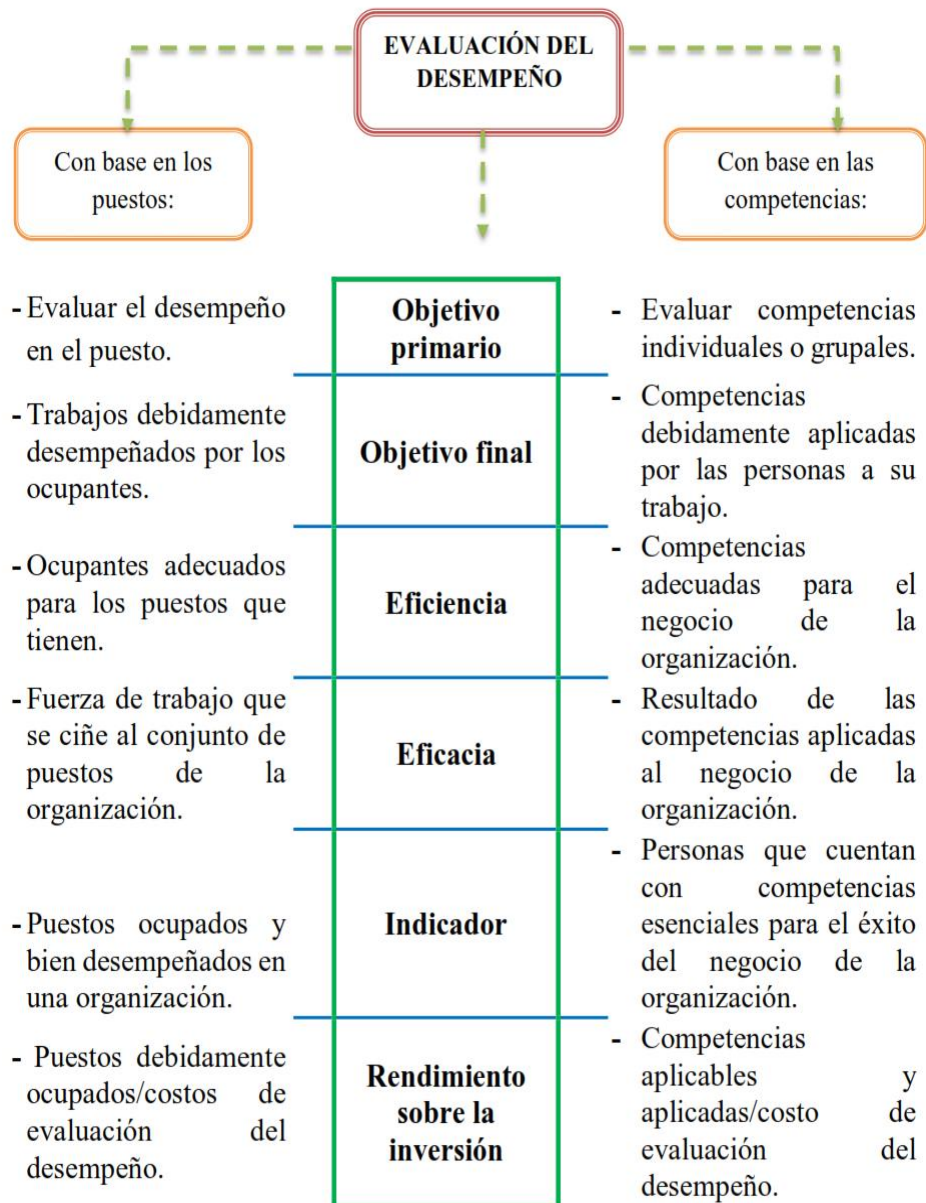 EVALUACIÓN DEL
DESEMPEÑO
Con base en los
puestos:
Con base en las
competencias:
- Evaluar el desempeño
en el puesto.
Objetivo
primario
- Evaluar competencias
individuales o grupales.
- Trabajos debidamente
desempeñados por los
ocupantes.
Objetivo final
- Competencias
debidamente aplicadas
por las personas a su
trabajo.
- Ocupantes adecuados
para los puestos que
tienen.
Eficiencia
- Competencias
adecuadas para el
negocio de la
organización.
- Fuerza de trabajo que
se ciñe al conjunto de
puestos de la
organización.
Eficacia
- Resultado de las
competencias aplicadas
al negocio de la
organización.
- Puestos ocupados y
bien desempeñados en
una organización.
Indicador
- Personas que cuentan
con competencias
esenciales para el éxito
del negocio de la
organización.
- Puestos debidamente
ocupados/costos de
evaluación del
desempeño.
Rendimiento
sobre la
inversión
- Competencias
aplicables y
aplicadas/costo de
evaluación del
desempeño.